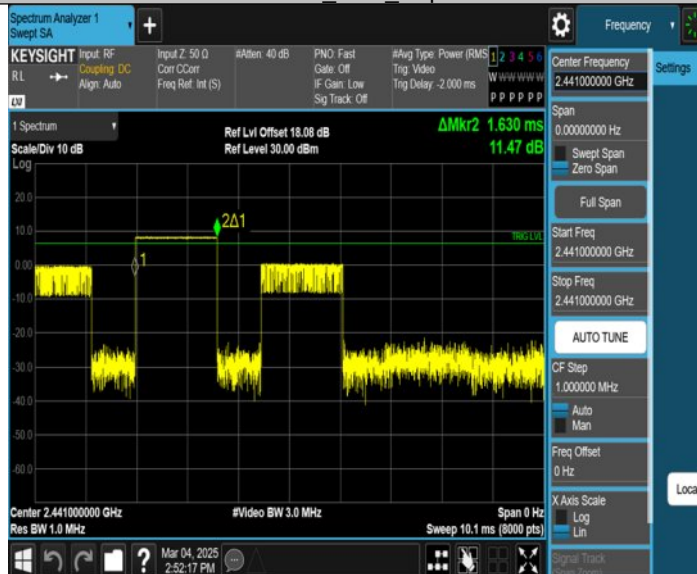 Spectrum Analyzer 1
Swept SA
Frequency
KEYSIGHT
RL
LXI
Input: RF
Coupling: DC
Align: Auto
Input Z: 50 Ω
Corr CCorr
Freq Ref: Int (S)
#Atten: 40 dB
PNO: Fast
Gate: Off
IF Gain: Low
Sig Track: Off
#Avg Type: Power (RMS
Trig: Video
Trig Delay: -2.000 ms
1 2 3 4 5 6
W W W W W W
P P P P P P
1 Spectrum
Scale/Div 10 dB
Log
Ref Lvl Offset 18.08 dB
Ref Level 30.00 dBm
ΔMkr2 1.630 ms
11.47 dB
20.0
10.0
0.00
-10.0
-20.0
-30.0
-40.0
-50.0
-60.0
2Δ1
1
TRIG LVL
Center 2.441000000 GHz
Res BW 1.0 MHz
#Video BW 3.0 MHz
Span 0 Hz
Sweep 10.1 ms (8000 pts)
Mar 04, 2025
2:52:17 PM
?
Center Frequency
2.441000000 GHz
Span
0.00000000 Hz
Swept Span
Zero Span
Full Span
Start Freq
2.441000000 GHz
Stop Freq
2.441000000 GHz
AUTO TUNE
CF Step
1.000000 MHz
Auto
Man
Freq Offset
0 Hz
X Axis Scale
Log
Lin
Signal Track
(Span Zoom)
Settings
Loca